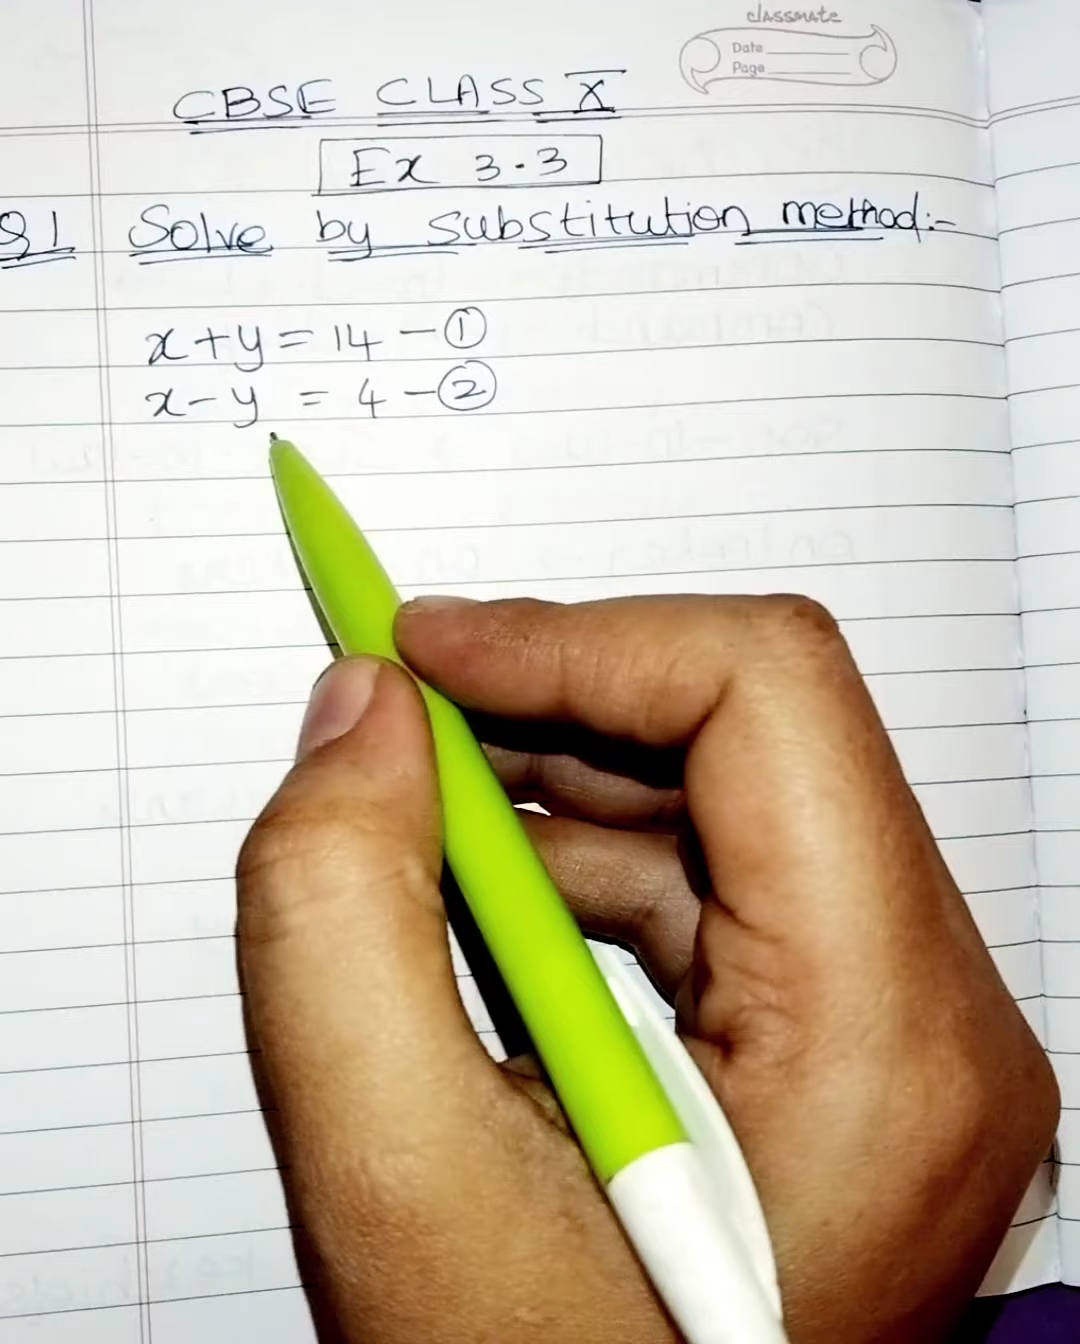 classmate
Date
Page
CBSE CLASS X
Ex 3.3
Q1 Solve by substitution method:-
x+y=14-①
x-y=4-②